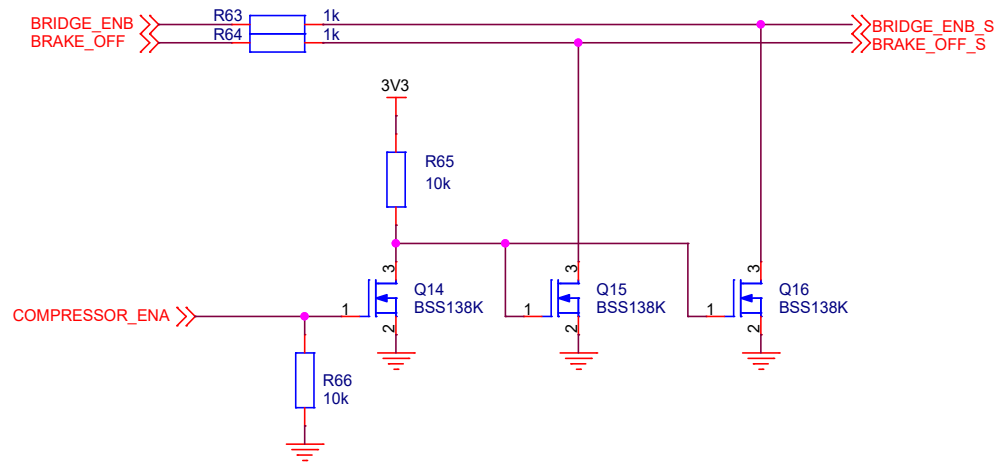 BRIDGE_ENB R63 1k BRIDGE_ENB_S
BRAKE_OFF R64 1k BRAKE_OFF_S
3V3
R65
10k
3 3 3
Q14 Q15 Q16
BSS138K BSS138K BSS138K
COMPRESSOR_ENA 1 1 1
2 2 2
R66
10k